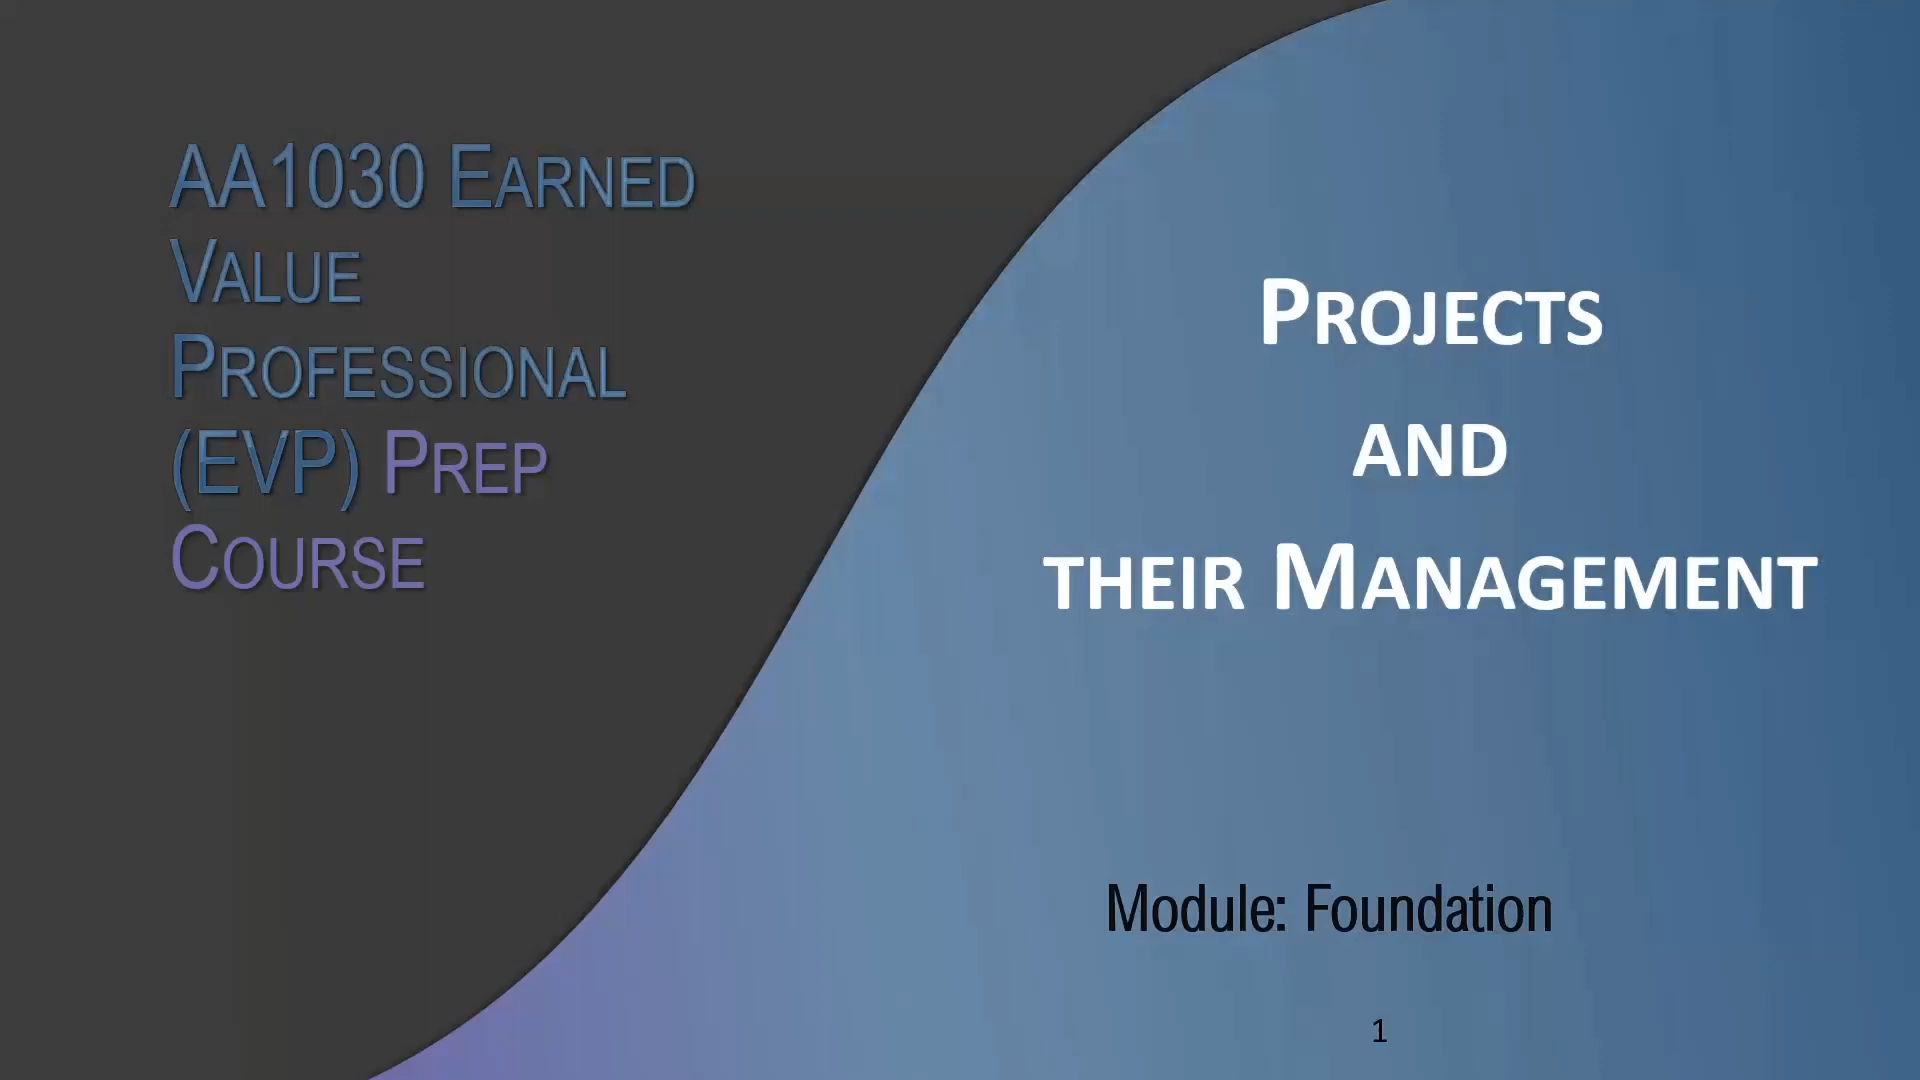 AA1030 EARNED
VALUE
PROFESSIONAL
(EVP) PREP
COURSE
PROJECTS
AND
THEIR MANAGEMENT
Module: Foundation
1